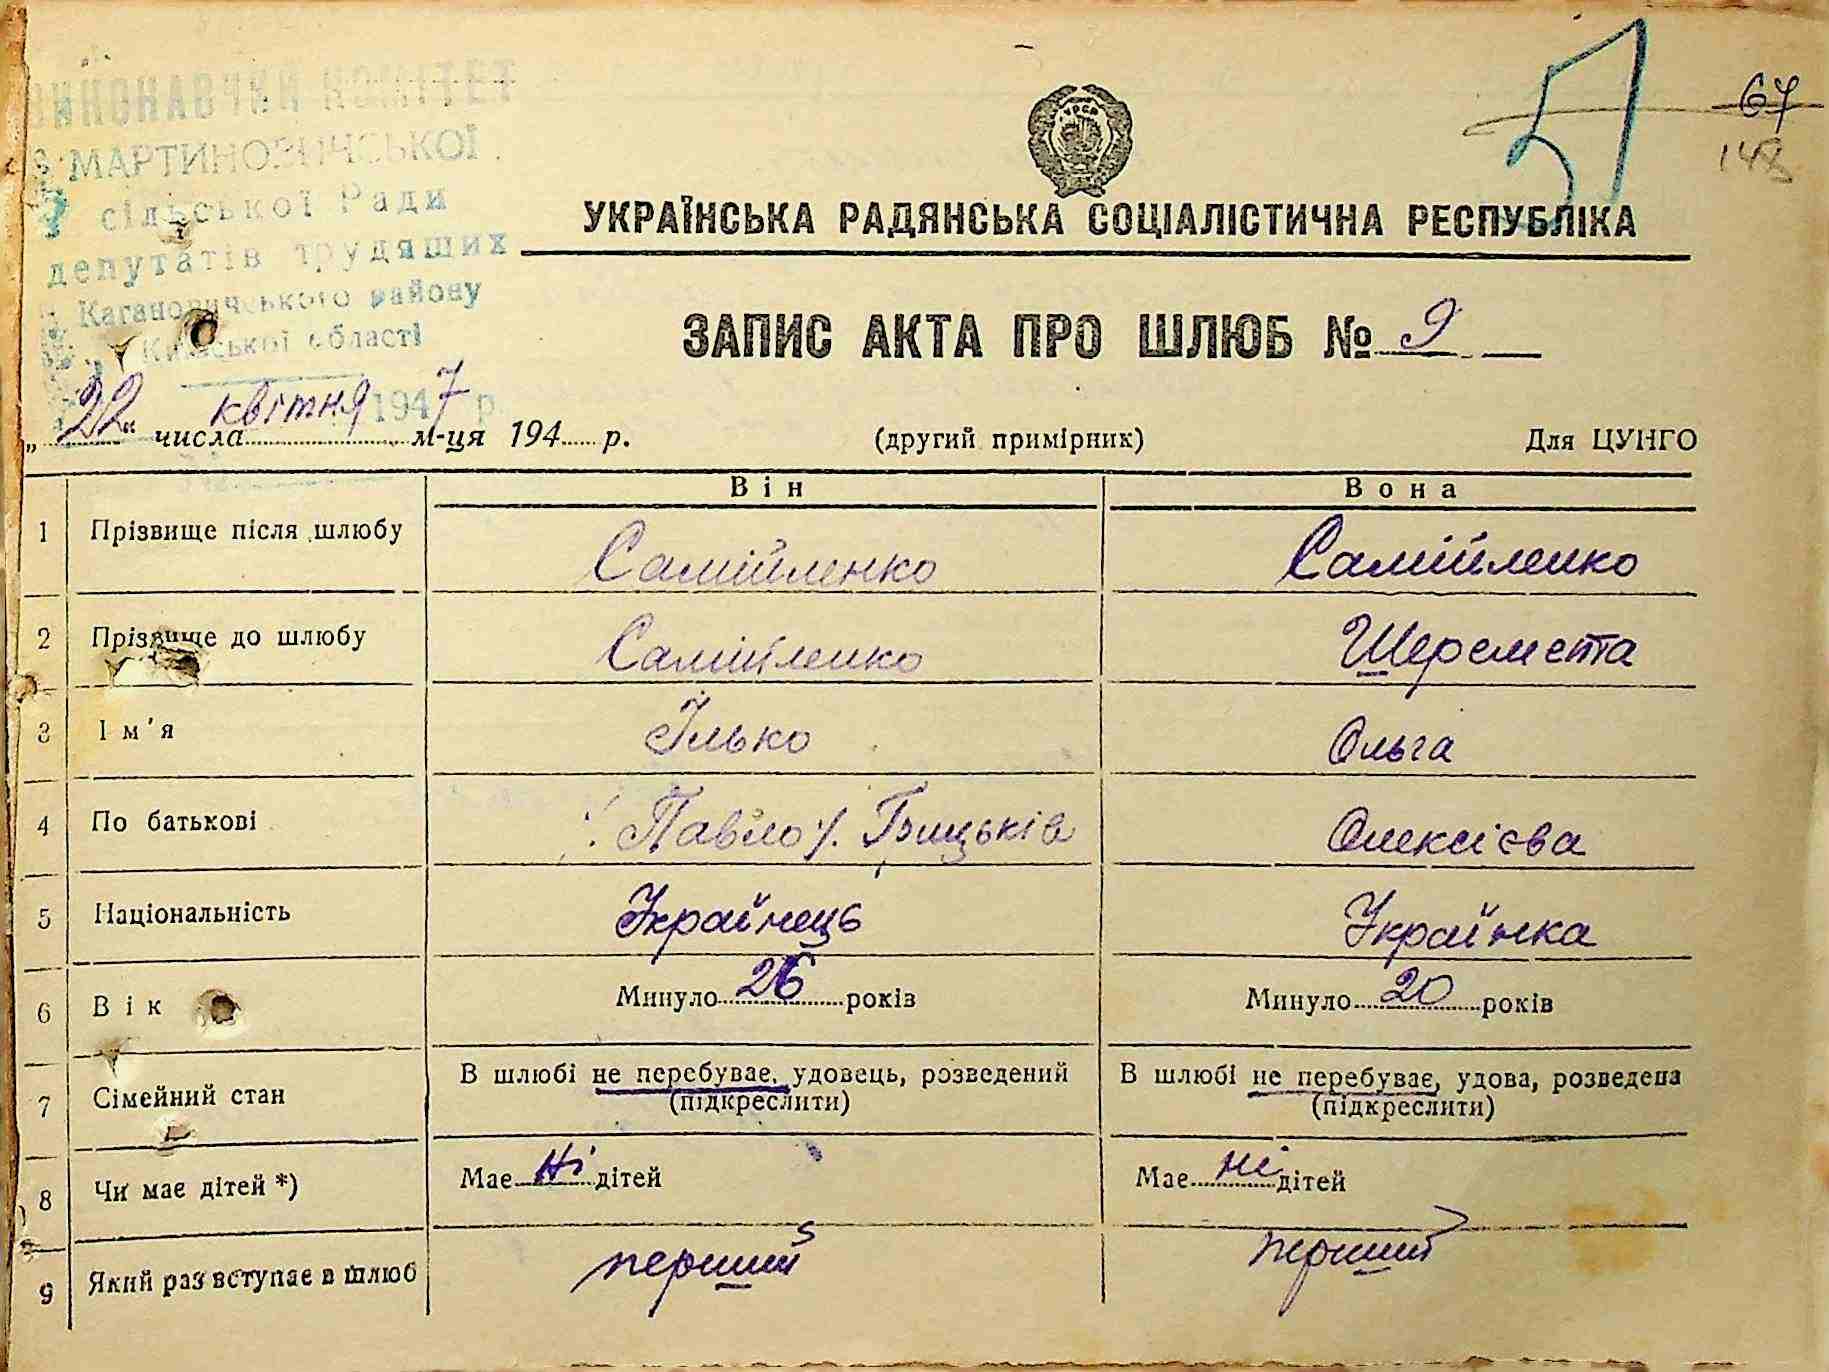 ВИКОНАВЧИЙ КОМІТЕТ
МАРТИНОВИЧСЬКОЇ
сільської Ради
депутатів трудящих
Кагановичського району
Київської області
194 р.
51
67
148
УРСР
УКРАЇНСЬКА РАДЯНСЬКА СОЦІАЛІСТИЧНА РЕСПУБЛІКА
ЗАПИС АКТА ПРО ШЛЮБ № 9
„22“ числа квітня м-ця 1947 р.
(другий примірник)
Для ЦУНГО
Він Вона
1 Прізвище після шлюбу Самійленко Самійленко
2 Прізвище до шлюбу Самійленко Шеремета
3 Ім'я Ілько Ольга
4 По батькові Павло Грицьків Олексієва
5 Національність Українець Українка
6 Вік Минуло 26 років Минуло 20 років
7 Сімейний стан В шлюбі не перебуває, удовець, розведений В шлюбі не перебуває, удова, розведена
(підкреслити) (підкреслити)
8 Чи має дітей *) Має ні дітей Має ні дітей
9 Який раз вступає в шлюб перший перший